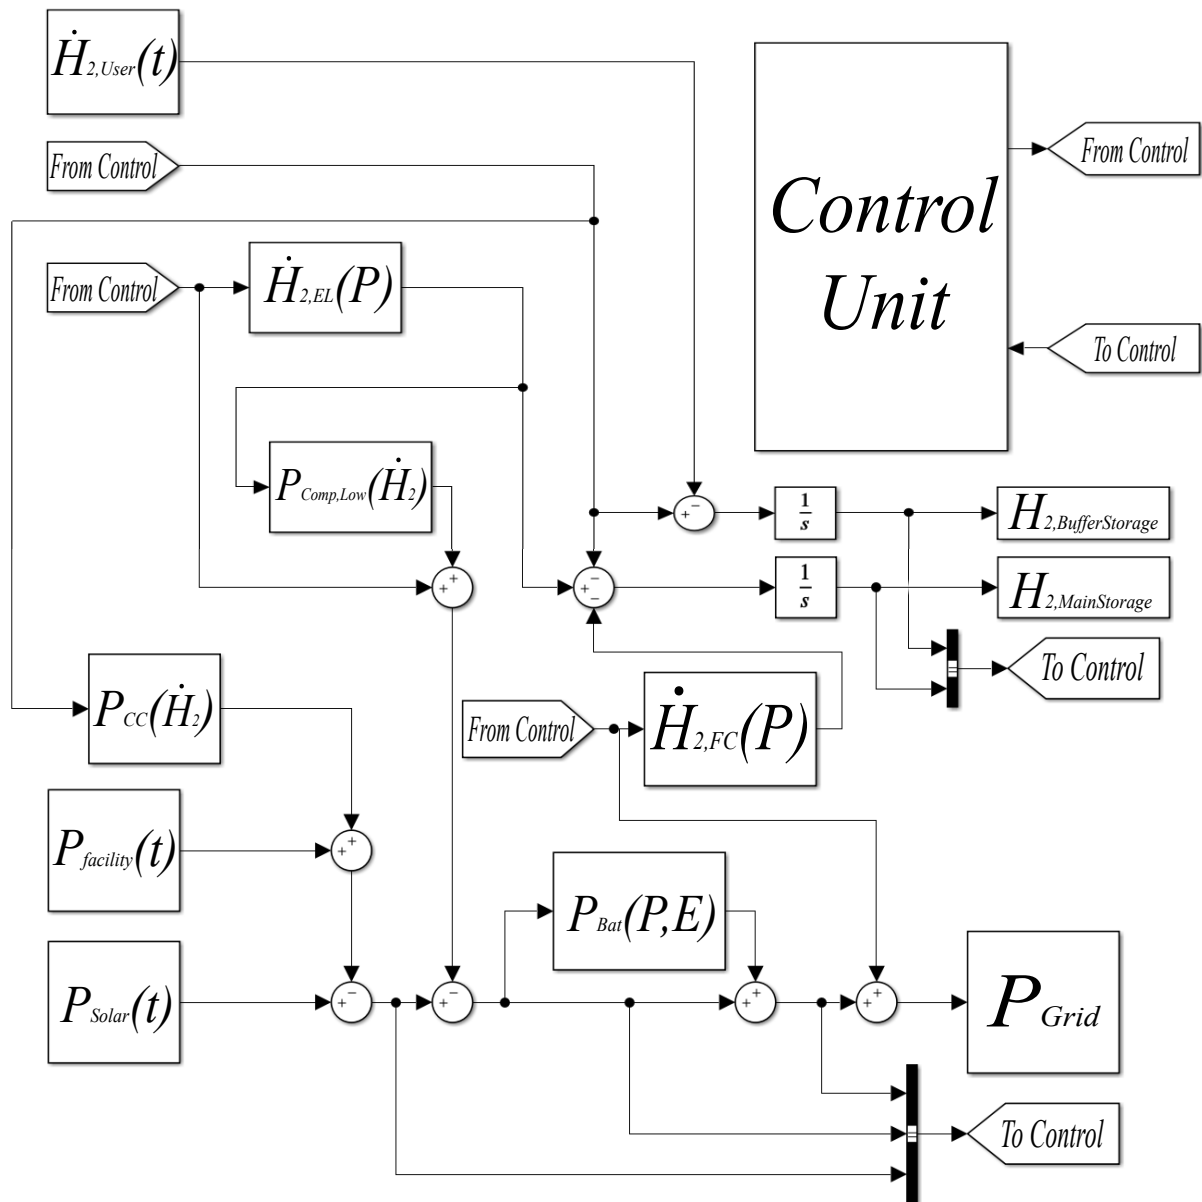 Ḣ2,User(t)
From Control
From Control
Ḣ2,EL(P)
Control
Unit
From Control
To Control
PComp,Low(Ḣ2)
+ −
1/s
H2,BufferStorage
+ +
+ − −
1/s
H2,MainStorage
To Control
PCC(Ḣ2)
From Control
Ḣ2,FC(P)
Pfacility(t)
+ +
PBat(P,E)
PSolar(t)
+ −
+ −
+ +
+ +
PGrid
To Control